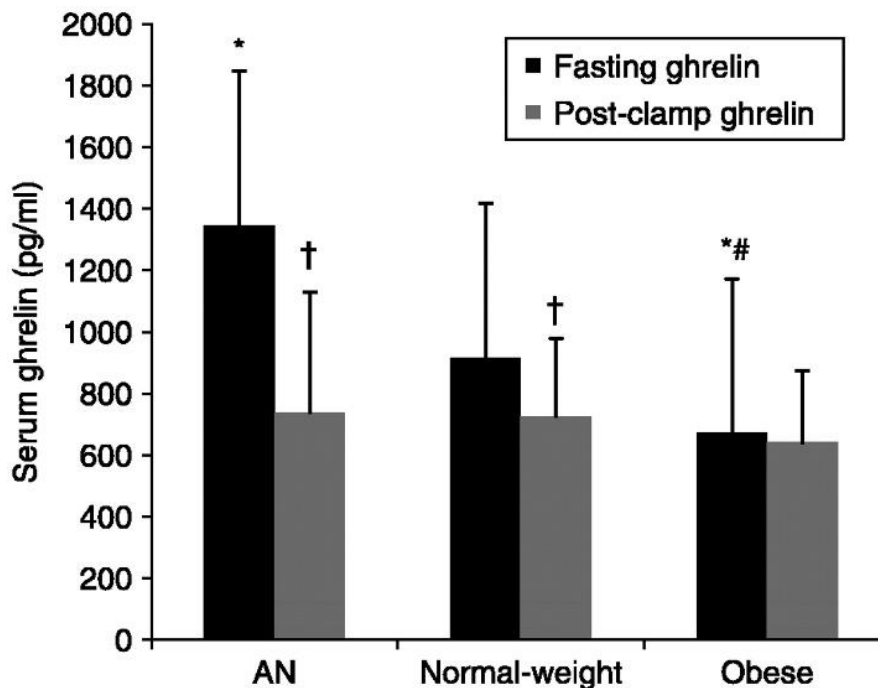 2000
1800
1600
1400
1200
1000
800
600
400
200
0
Serum ghrelin (pg/ml)
Fasting ghrelin
Post-clamp ghrelin
*
†
†
*#
AN
Normal-weight
Obese